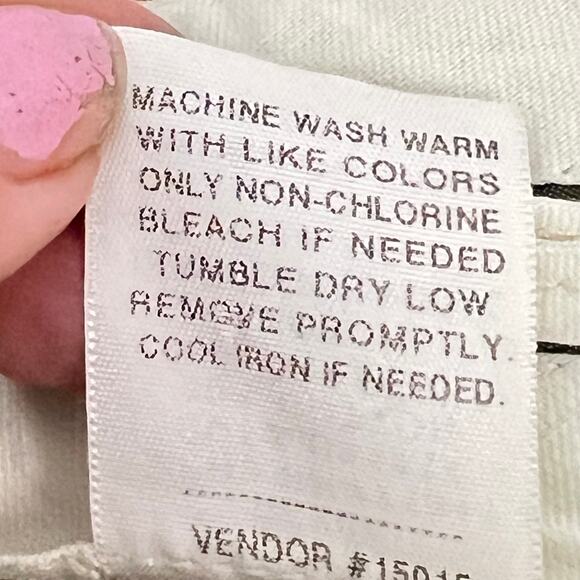 MACHINE WASH WARM
WITH LIKE COLORS
ONLY NON-CHLORINE
BLEACH IF NEEDED
TUMBLE DRY LOW
REMOVE PROMPTLY.
COOL IRON IF NEEDED.
VENDOR #15015